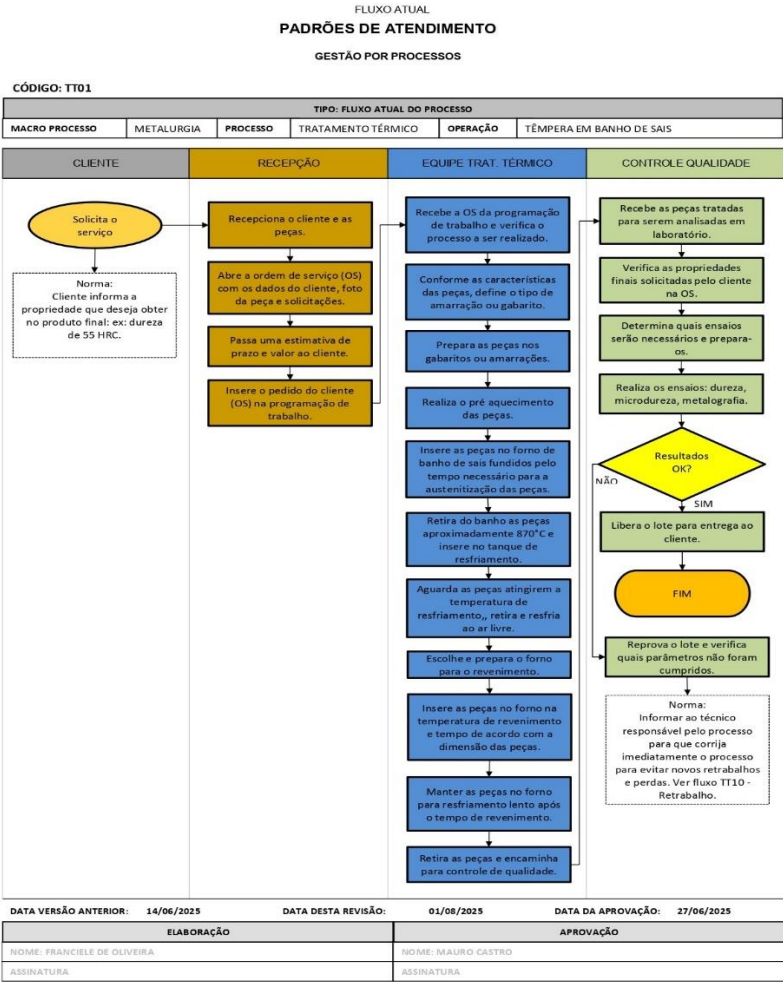 FLUXO ATUAL
PADRÕES DE ATENDIMENTO
GESTÃO POR PROCESSOS
CÓDIGO: TT01
TIPO: FLUXO ATUAL DO PROCESSO
MACRO PROCESSO METALURGIA PROCESSO TRATAMENTO TÉRMICO OPERAÇÃO TÊMPERA EM BANHO DE SAIS
CLIENTE RECEPÇÃO EQUIPE TRAT. TÉRMICO CONTROLE QUALIDADE
Solicita o
serviço
Norma:
Cliente informa a
propriedade que deseja obter
no produto final: ex: dureza
de 55 HRC.
Recepciona o cliente e as
peças.
Abre a ordem de serviço (OS)
com os dados do cliente, foto
da peça e solicitações.
Passa uma estimativa de
prazo e valor ao cliente.
Insere o pedido do cliente
(OS) na programação de
trabalho.
Recebe a OS da programação
de trabalho e verifica o
processo a ser realizado.
Conforme as características
das peças, define o tipo de
amarração ou gabarito.
Prepara as peças nos
gabaritos ou amarrações.
Realiza o pré aquecimento
das peças.
Insere as peças no forno de
banho de sais fundidos pelo
tempo necessário para a
austenitização das peças.
Retira do banho as peças
aproximadamente 870°C e
insere no tanque de
resfriamento.
Aguarda as peças atingirem a
temperatura de
resfriamento,, retira e resfria
ao ar livre.
Escolhe e prepara o forno
para o revenimento.
Insere as peças no forno na
temperatura de revenimento
e tempo de acordo com a
dimensão das peças.
Manter as peças no forno
para resfriamento lento após
o tempo de revenimento.
Retira as peças e encaminha
para controle de qualidade.
Recebe as peças tratadas
para serem analisadas em
laboratório.
Verifica as propriedades
finais solicitadas pelo cliente
na OS.
Determina quais ensaios
serão necessários e prepara-
os.
Realiza os ensaios: dureza,
microdureza, metalografia.
Resultados
OK?
NÃO
SIM
Libera o lote para entrega ao
cliente.
FIM
Reprova o lote e verifica
quais parâmetros não foram
cumpridos.
Norma:
Informar ao técnico
responsável pelo processo
para que corrija
imediatamente o processo
para evitar novos retrabalhos
e perdas. Ver fluxo TT10 -
Retrabalho.
DATA VERSÃO ANTERIOR: 14/06/2025 DATA DESTA REVISÃO: 01/08/2025 DATA DA APROVAÇÃO: 27/06/2025
ELABORAÇÃO APROVAÇÃO
NOME: FRANCIELE DE OLIVEIRA NOME: MAURO CASTRO
ASSINATURA ASSINATURA